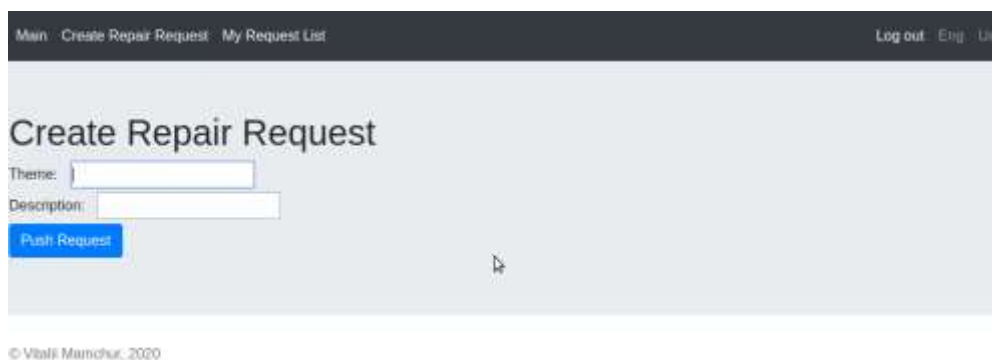 Main Create Repair Request My Request List Log out Eng
Create Repair Request
Theme:
Description:
Push Request
© Vitalii Mamchur, 2020